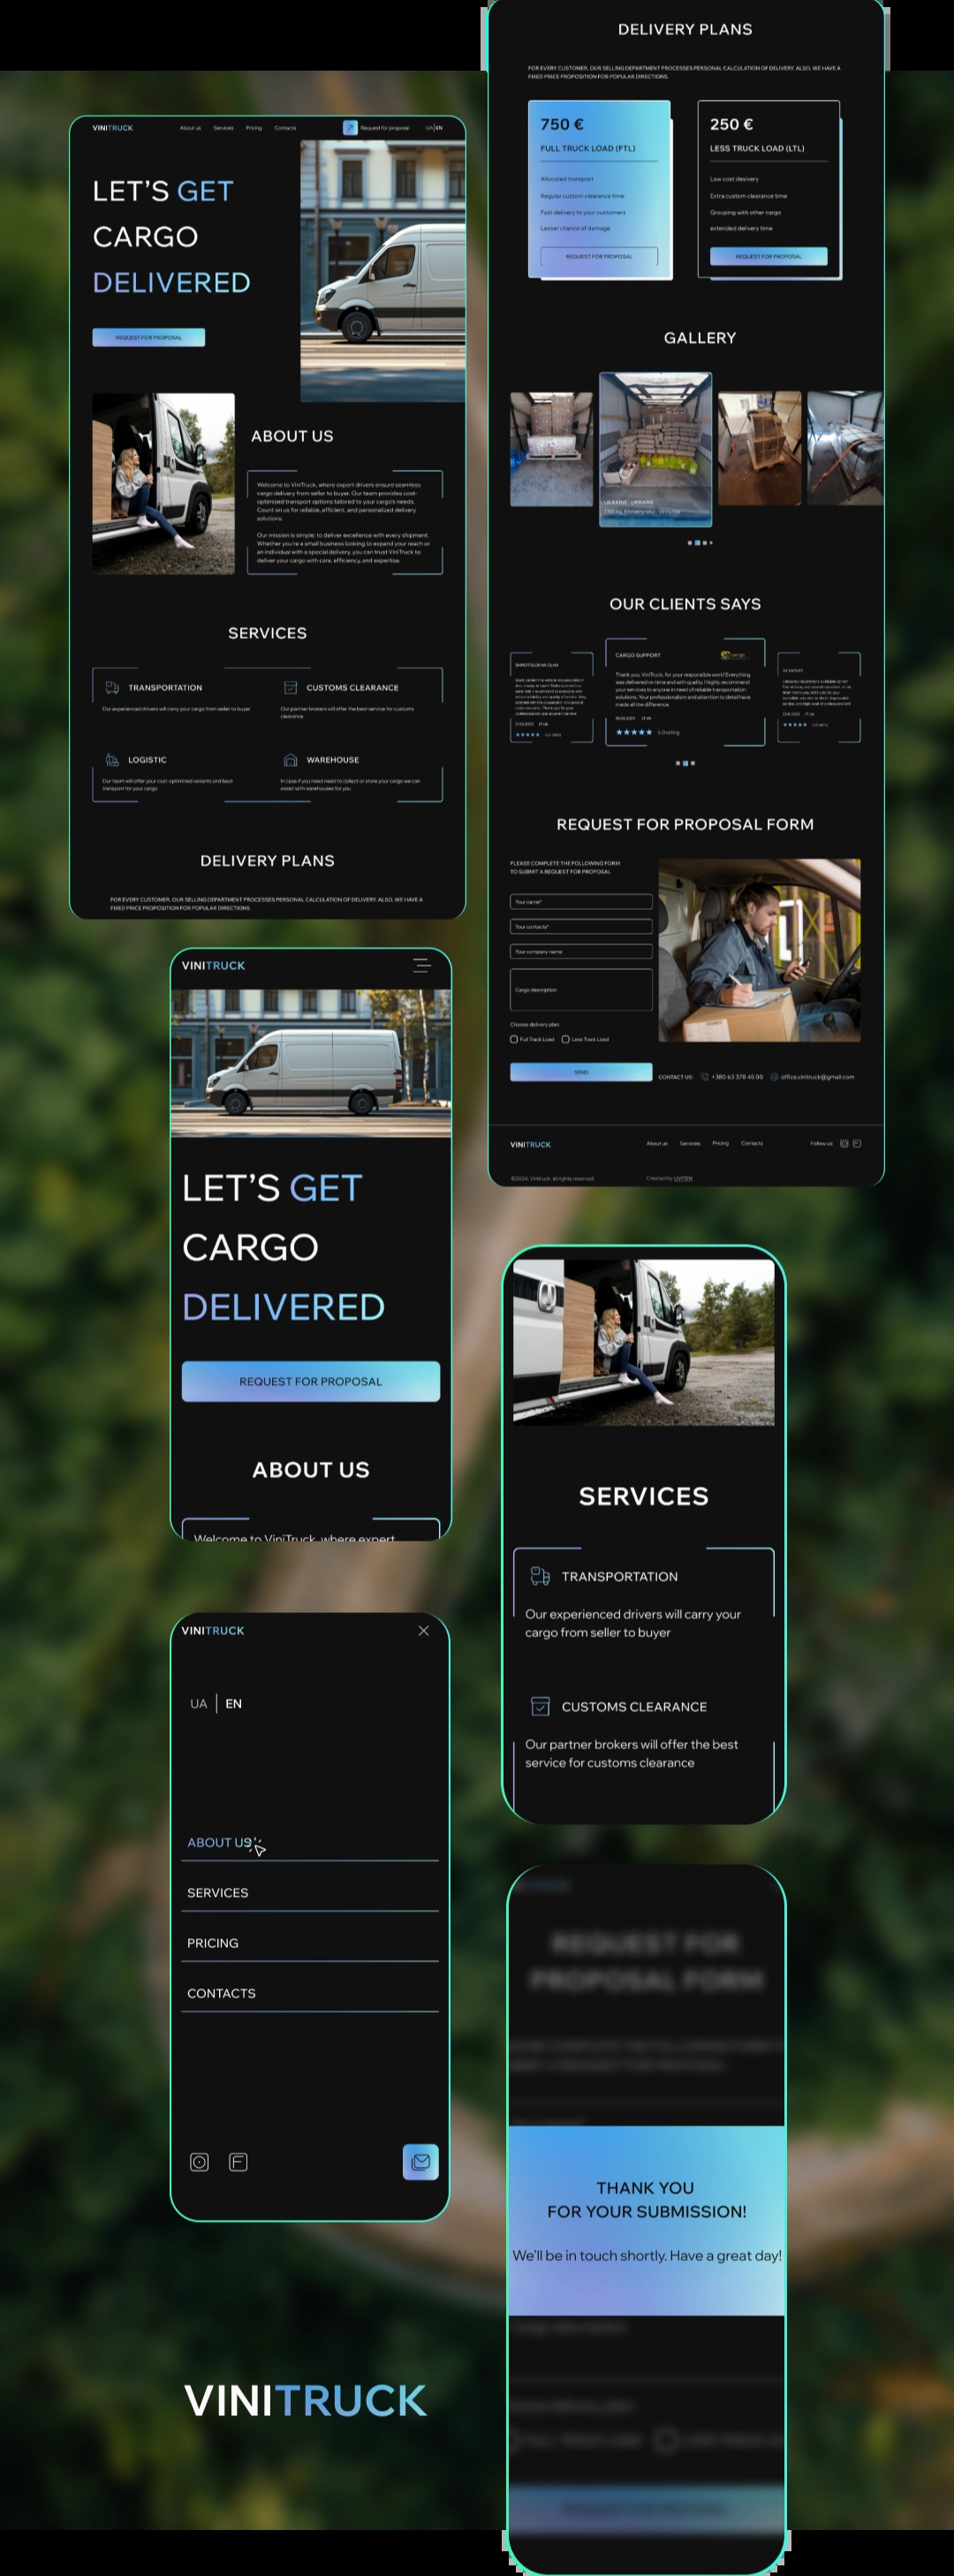 VINITRUCK
About us Services Pricing Contacts
Request for proposal
UA|EN
LET'S GET
CARGO
DELIVERED
REQUEST FOR PROPOSAL
ABOUT US
Welcome to ViniTruck, where expert drivers ensure seamless
cargo delivery from seller to buyer. Our team provides cost-
optimized transport options tailored to your cargo's needs.
Count on us for reliable, efficient, and personalized delivery
solutions.
Our mission is simple: to deliver excellence with every shipment.
Whether you're a small business looking to expand your reach or
an individual with a special delivery, you can trust ViniTruck to
deliver your cargo with care, efficiency, and expertise.
SERVICES
TRANSPORTATION
Our experienced drivers will carry your cargo from seller to buyer
CUSTOMS CLEARANCE
Our partner brokers will offer the best service for customs
clearance
LOGISTIC
Our team will offer your cost optimized variants and best
transport for your cargo
WAREHOUSE
In case if you need need to collect or store your cargo we can
assist with warehouses for you
DELIVERY PLANS
FOR EVERY CUSTOMER, OUR SELLING DEPARTMENT PROCESSES PERSONAL CALCULATION OF DELIVERY. ALSO, WE HAVE A
FIXED PRICE PROPOSITION FOR POPULAR DIRECTIONS.
DELIVERY PLANS
FOR EVERY CUSTOMER, OUR SELLING DEPARTMENT PROCESSES PERSONAL CALCULATION OF DELIVERY. ALSO, WE HAVE A
FIXED PRICE PROPOSITION FOR POPULAR DIRECTIONS.
750 €
FULL TRUCK LOAD (FTL)
Allocated transport
Regular custom clearance time
Fast delivery to your customers
Lesser chance of damage
REQUEST FOR PROPOSAL
250 €
LESS TRUCK LOAD (LTL)
Low cost delivery
Extra custom clearance time
Grouping with other cargo
extended delivery time
REQUEST FOR PROPOSAL
GALLERY
UKRAINE - UKRAINE
OUR CLIENTS SAYS
CARGO SUPPORT
Thank you, ViniTruck, for your responsible work! Everything
was delivered on time and with quality. I highly recommend
your services to anyone in need of reliable transportation
solutions. Your professionalism and attention to detail have
made all the difference.
5.0 rating
REQUEST FOR PROPOSAL FORM
PLEASE COMPLETE THE FOLLOWING FORM
TO SUBMIT A REQUEST FOR PROPOSAL
Your name*
Your contacts*
Your company name
Cargo description
Choose delivery plan:
Full Track Load
Less Track Load
SEND
CONTACT US:
+380 63 378 45 00
office.vinitruck@gmail.com
VINITRUCK
About us Services Pricing Contacts
Follow us
©2024, Vinitruck, all rights reserved.
Created by UVITEN
VINITRUCK
LET'S GET
CARGO
DELIVERED
REQUEST FOR PROPOSAL
ABOUT US
Welcome to ViniTruck, where expert
SERVICES
TRANSPORTATION
Our experienced drivers will carry your
cargo from seller to buyer
CUSTOMS CLEARANCE
Our partner brokers will offer the best
service for customs clearance
VINITRUCK
UA | EN
ABOUT US
SERVICES
PRICING
CONTACTS
REQUEST FOR
PROPOSAL FORM
THANK YOU
FOR YOUR SUBMISSION!
We'll be in touch shortly. Have a great day!
VINITRUCK